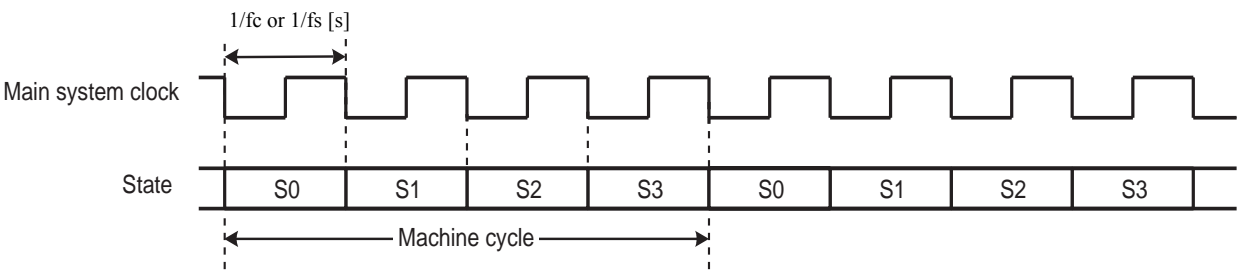 1/fc or 1/fs [s]
Main system clock
State S0 S1 S2 S3 S0 S1 S2 S3
Machine cycle